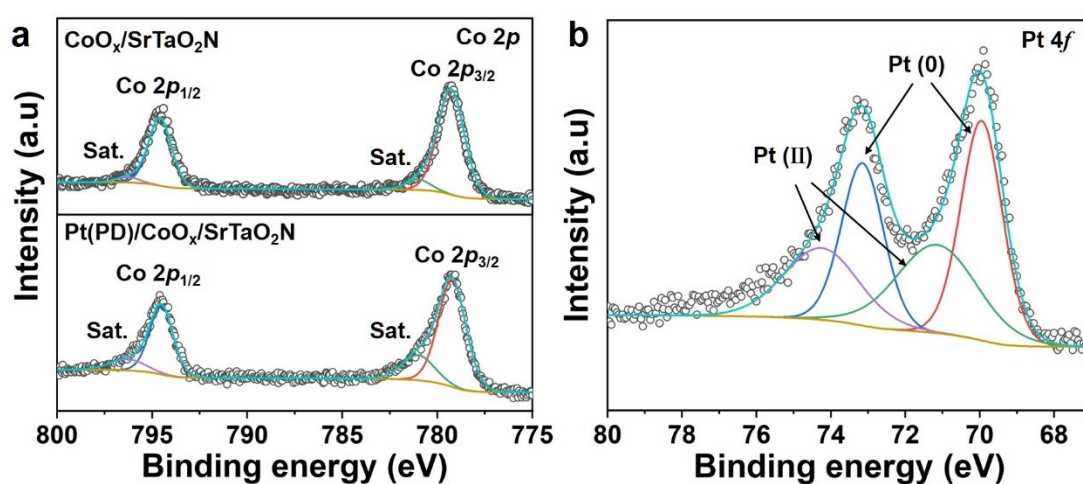 a
CoOₓ/SrTaO₂N
Co 2p
Co 2p₁/₂
Co 2p₃/₂
Sat.
Sat.
Pt(PD)/CoOₓ/SrTaO₂N
Co 2p₁/₂
Co 2p₃/₂
Sat.
Sat.
Intensity (a.u)
800 795 790 785 780 775
Binding energy (eV)
b
Pt 4f
Pt (0)
Pt (II)
Intensity (a.u)
80 78 76 74 72 70 68
Binding energy (eV)